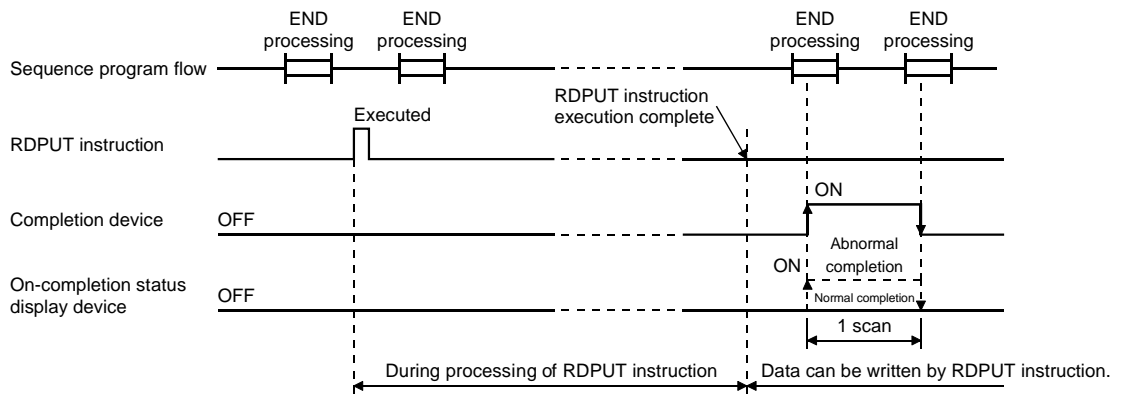 END
processing
END
processing
END
processing
END
processing
Sequence program flow
RDPUT instruction
execution complete
Executed
RDPUT instruction
ON
Completion device
OFF
Abnormal
completion
ON
On-completion status
display device
OFF
Normal completion
1 scan
During processing of RDPUT instruction
Data can be written by RDPUT instruction.